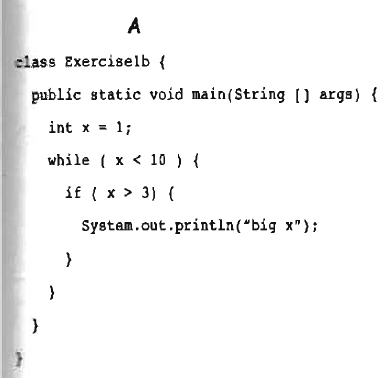 A
class Exercise1b {
public static void main(String [] args) {
int x = 1;
while ( x < 10 ) {
if ( x > 3) {
System.out.println("big x");
}
}
}
}